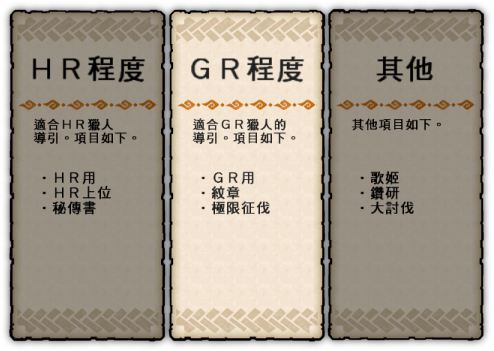 ＨＲ程度
適合ＨＲ獵人
導引。項目如下。
・ＨＲ用
・ＨＲ上位
・秘傳書
ＧＲ程度
適合ＧＲ獵人的
導引。項目如下。
・ＧＲ用
・紋章
・極限征伐
其他
其他項目如下。
・歌姬
・鑽研
・大討伐